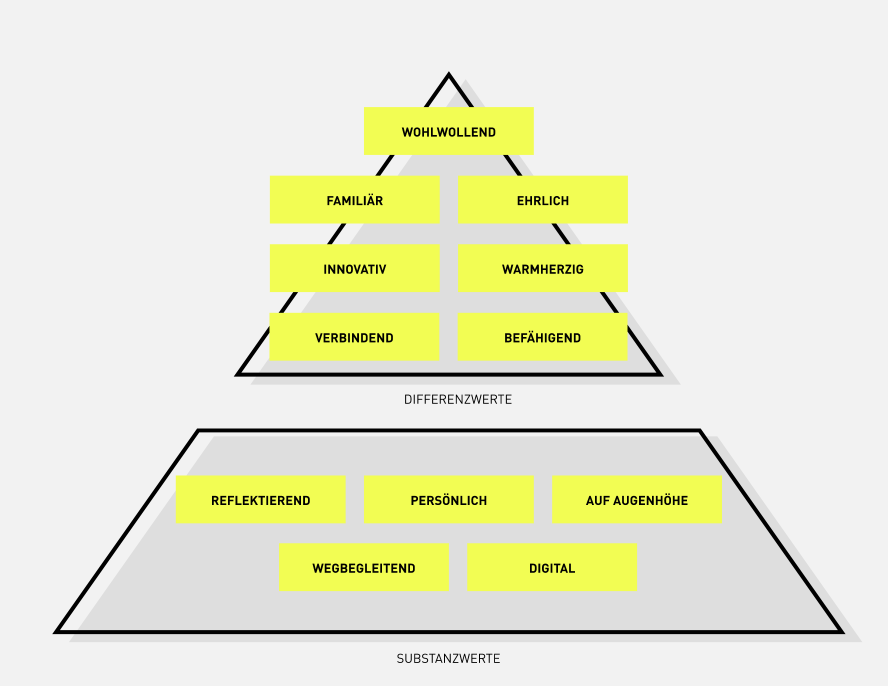 WOHLWOLLEND
FAMILIÄR
EHRLICH
INNOVATIV
WARMHERZIG
VERBINDEND
BEFÄHIGEND
DIFFERENZWERTE
REFLEKTIEREND
PERSÖNLICH
AUF AUGENHÖHE
WEGBEGLEITEND
DIGITAL
SUBSTANZWERTE